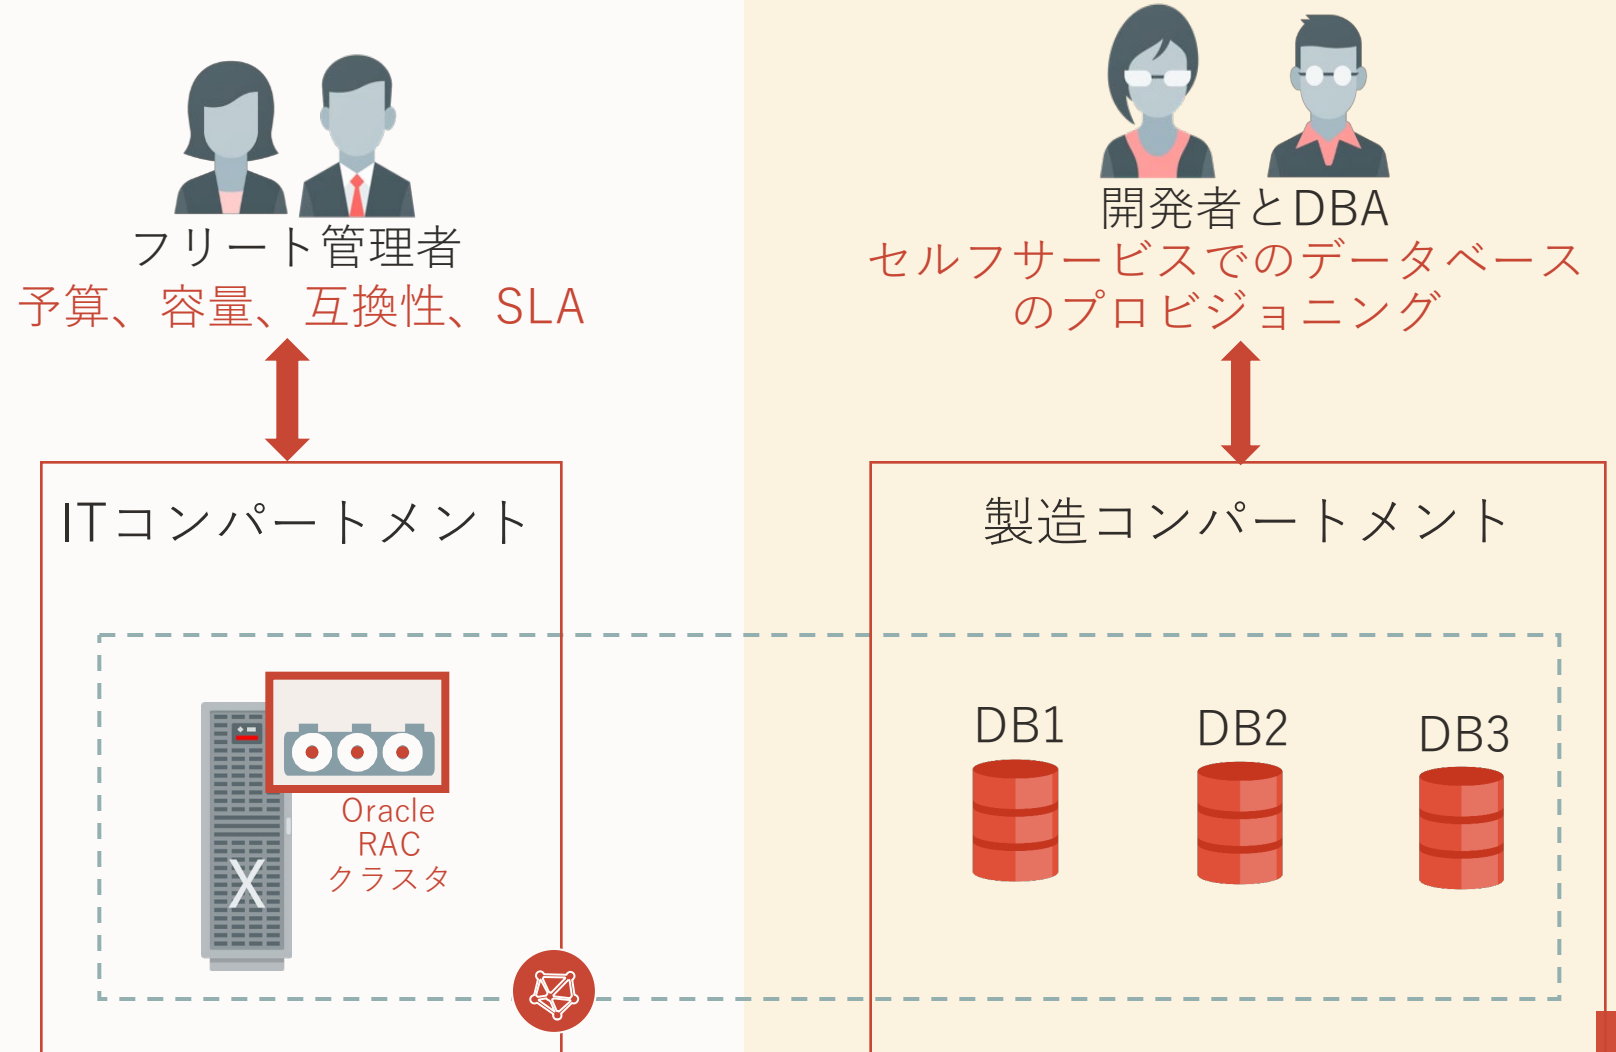 フリート管理者
予算、容量、互換性、SLA
開発者とDBA
セルフサービスでのデータベース
のプロビジョニング
ITコンパートメント
製造コンパートメント
Oracle
RAC
クラスタ
X
DB1
DB2
DB3